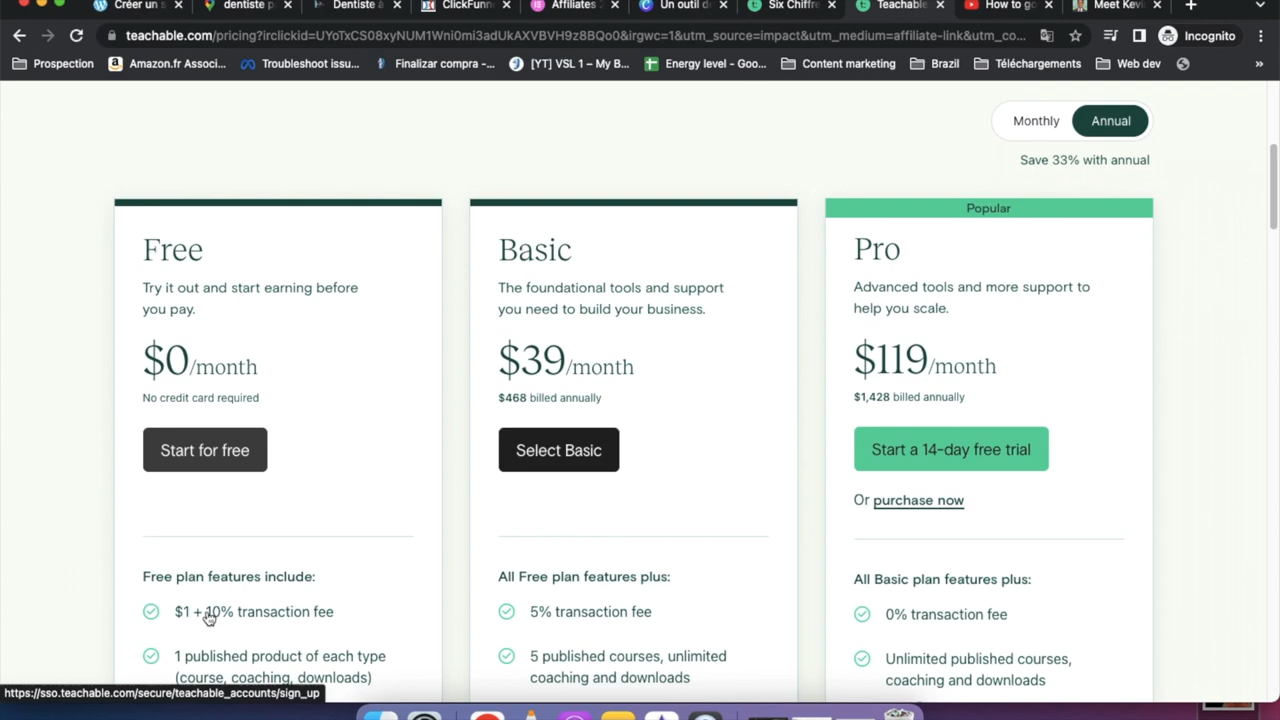 Créer un s
dentiste p
Dentiste à
ClickFunn
Affiliates
Un outil d
Six Chiffre
Teachable
How to go
Meet Kevi
teachable.com/pricing?irclickid=UYoTxCS08xyNUM1Wni0mi3adUkAXVBVH9z8BQo0&irgwc=1&utm_source=impact&utm_medium=affiliate-link&utm_co...
Incognito
Prospection
Amazon.fr Associ...
Troubleshoot issu...
Finalizar compra -...
[YT] VSL 1 – My B...
Energy level - Goo...
Content marketing
Brazil
Téléchargements
Web dev
»
Monthly
Annual
Save 33% with annual
Free
Try it out and start earning before
you pay.
$0/month
No credit card required
Start for free
Free plan features include:
$1 + 10% transaction fee
1 published product of each type
(course, coaching, downloads)
Basic
The foundational tools and support
you need to build your business.
$39/month
$468 billed annually
Select Basic
All Free plan features plus:
5% transaction fee
5 published courses, unlimited
coaching and downloads
Popular
Pro
Advanced tools and more support to
help you scale.
$119/month
$1,428 billed annually
Start a 14-day free trial
Or purchase now
All Basic plan features plus:
0% transaction fee
Unlimited published courses,
coaching and downloads
https://sso.teachable.com/secure/teachable_accounts/sign_up